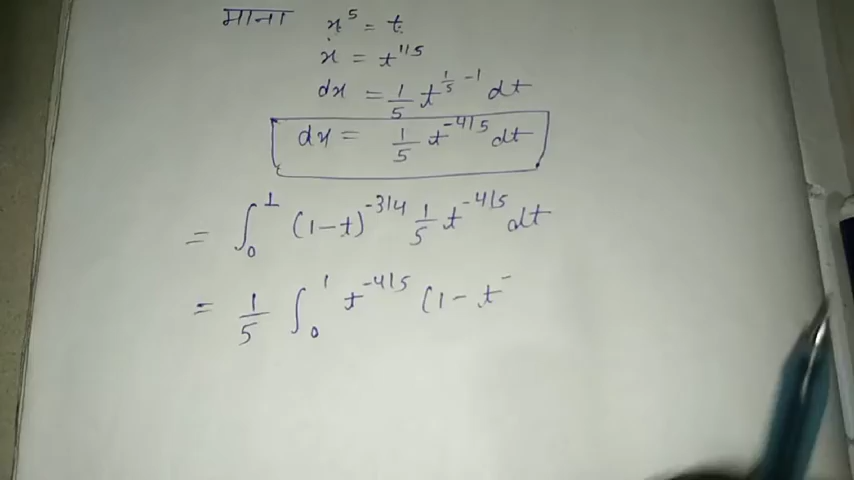 माना x⁵ = t
x = t^1/5
dx = 1/5 t^(1/5 - 1) dt
dx = 1/5 t^-4/5 dt
= ∫₀¹ (1-t)^-3/4 1/5 t^-4/5 dt
= 1/5 ∫₀¹ t^-4/5 (1-t^-